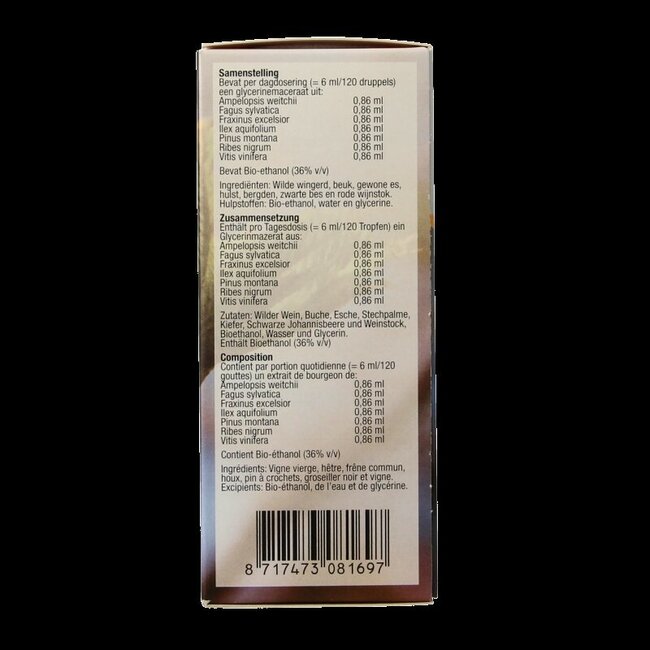 Samenstelling
Bevat per dagdosering (= 6 ml/120 druppels)
een glycerinemaceraat uit:
Ampelopsis weitchii 0,86 ml
Fagus sylvatica 0,86 ml
Fraxinus excelsior 0,86 ml
Ilex aquifolium 0,86 ml
Pinus montana 0,86 ml
Ribes nigrum 0,86 ml
Vitis vinifera 0,86 ml
Bevat Bio-ethanol (36% v/v)
Ingrediënten: Wilde wingerd, beuk, gewone es,
hulst, bergden, zwarte bes en rode wijnstok.
Hulpstoffen: Bio-ethanol, water en glycerine.
Zusammensetzung
Enthält pro Tagesdosis (= 6 ml/120 Tropfen) ein
Glycerinmazerat aus:
Ampelopsis weitchii 0,86 ml
Fagus sylvatica 0,86 ml
Fraxinus excelsior 0,86 ml
Ilex aquifolium 0,86 ml
Pinus montana 0,86 ml
Ribes nigrum 0,86 ml
Vitis vinifera 0,86 ml
Zutaten: Wilder Wein, Buche, Esche, Stechpalme,
Kiefer, Schwarze Johannisbeere und Weinstock,
Bioethanol, Wasser und Glycerin.
Enthält Bioethanol (36% v/v)
Composition
Contient par portion quotidienne (= 6 ml/120
gouttes) un extrait de bourgeon de:
Ampelopsis weitchii 0,86 ml
Fagus sylvatica 0,86 ml
Fraxinus excelsior 0,86 ml
Ilex aquifolium 0,86 ml
Pinus montana 0,86 ml
Ribes nigrum 0,86 ml
Vitis vinifera 0,86 ml
Contient Bio-éthanol (36% v/v)
Ingrédients: Vigne vierge, hêtre, frêne commun,
houx, pin à crochets, groseiller noir et vigne.
Excipients: Bio-éthanol, de l'eau et de glycérine.
8 717473 081697